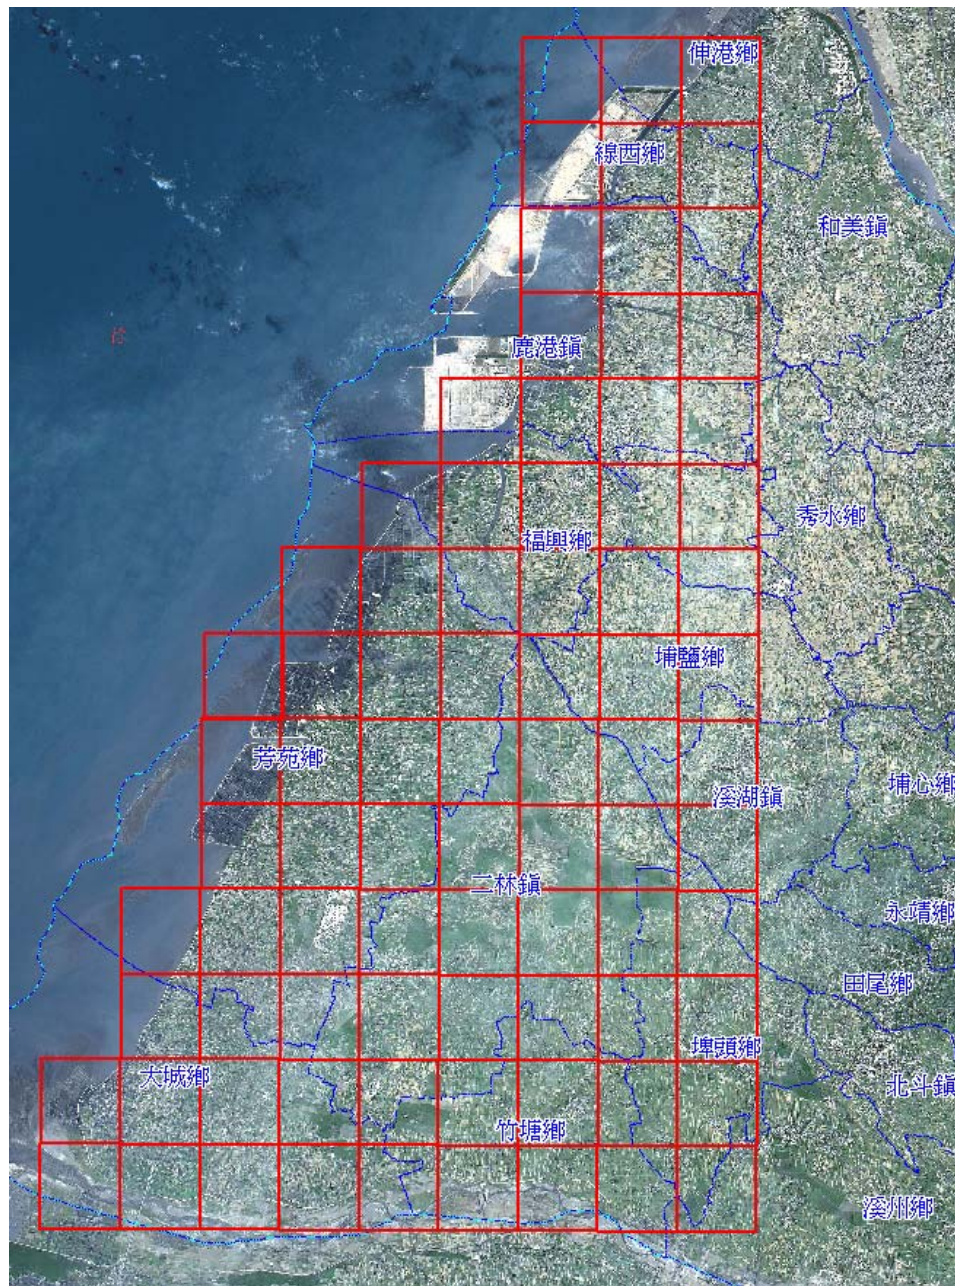 伸港鄉
線西鄉
和美鎮
鹿港鎮
秀水鄉
福興鄉
埔鹽鄉
芳苑鄉
埔心鄉
溪湖鎮
二林鎮
永靖鄉
田尾鄉
埤頭鄉
大城鄉
北斗鎮
竹塘鄉
溪州鄉